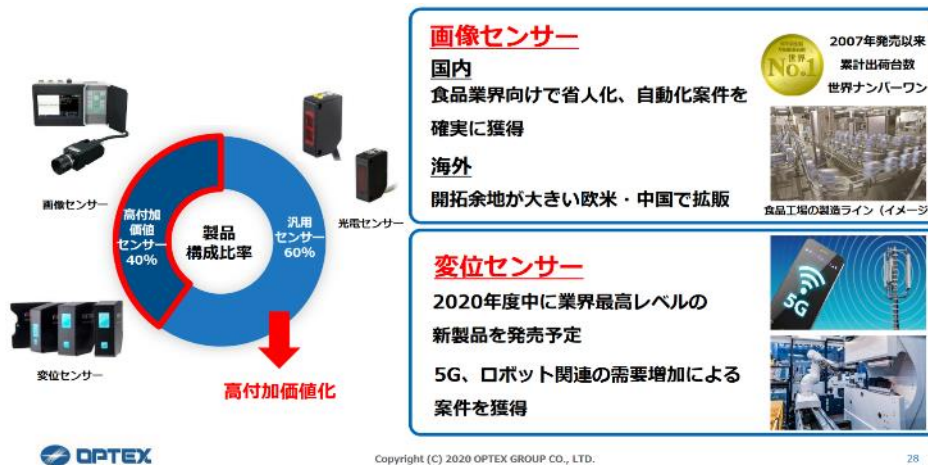 画像センサー
高付加
価値
センサー
40%
製品
構成比率
汎用
センサー
60%
光電センサー
変位センサー
高付加価値化
画像センサー
国内
食品業界向けで省人化、自動化案件を
確実に獲得
海外
開拓余地が大きい欧米・中国で拡販
世界
No.1
2007年発売以来
累計出荷台数
世界ナンバーワン
食品工場の製造ライン（イメージ
変位センサー
2020年度中に業界最高レベルの
新製品を発売予定
5G、ロボット関連の需要増加による
案件を獲得
5G
OPTEX
Copyright (C) 2020 OPTEX GROUP CO., LTD.
28